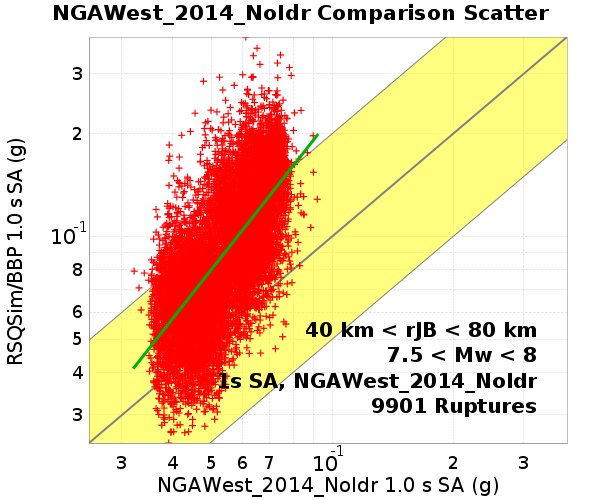 NGAWest_2014_NoIdr Comparison Scatter
RSQSim/BBP 1.0 s SA (g)
3
2
10-1
8
6
5
4
3
40 km < rJB < 80 km
7.5 < Mw < 8
1s SA, NGAWest_2014_NoIdr
9901 Ruptures
3 4 5 6 7 10-1 2 3
NGAWest_2014_NoIdr 1.0 s SA (g)